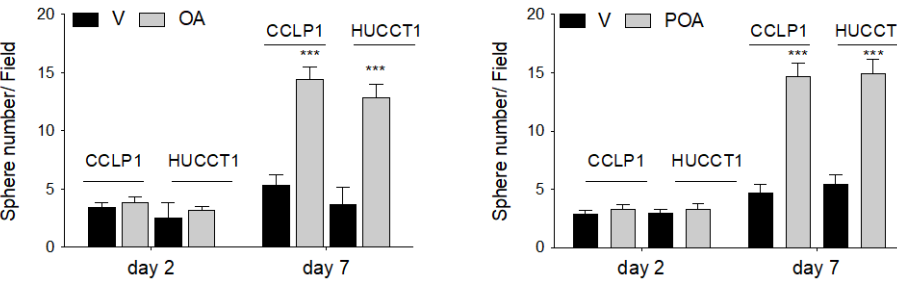 20
15
10
5
0
Sphere number/ Field
V OA
CCLP1 HUCCT1
*** ***
CCLP1 HUCCT1
day 2 day 7
20
15
10
5
0
Sphere number/ Field
V POA
CCLP1 HUCCT
*** ***
CCLP1 HUCCT1
day 2 day 7